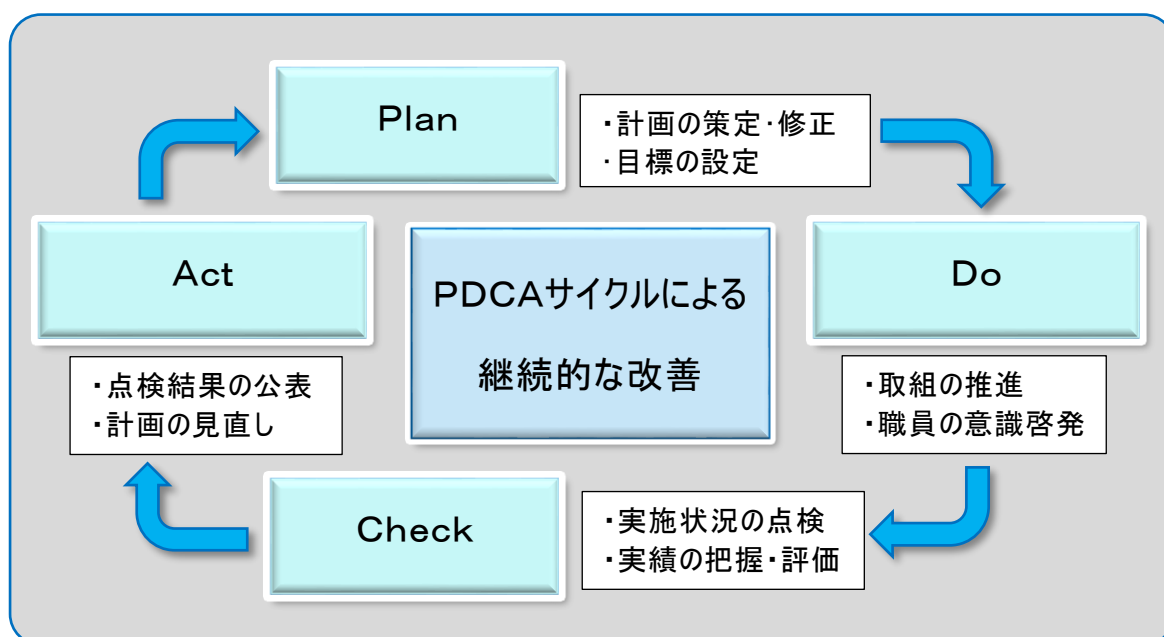 Plan
・計画の策定・修正
・目標の設定
Act
PDCAサイクルによる
継続的な改善
Do
・点検結果の公表
・計画の見直し
・取組の推進
・職員の意識啓発
Check
・実施状況の点検
・実績の把握・評価